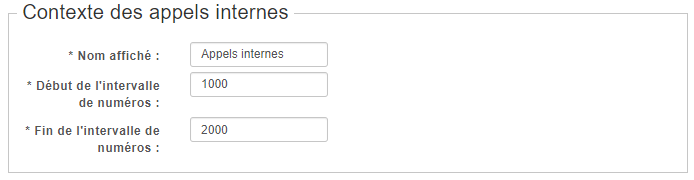 Contexte des appels internes
* Nom affiché : Appels internes
* Début de l'intervalle 1000
de numéros :
* Fin de l'intervalle de 2000
numéros :